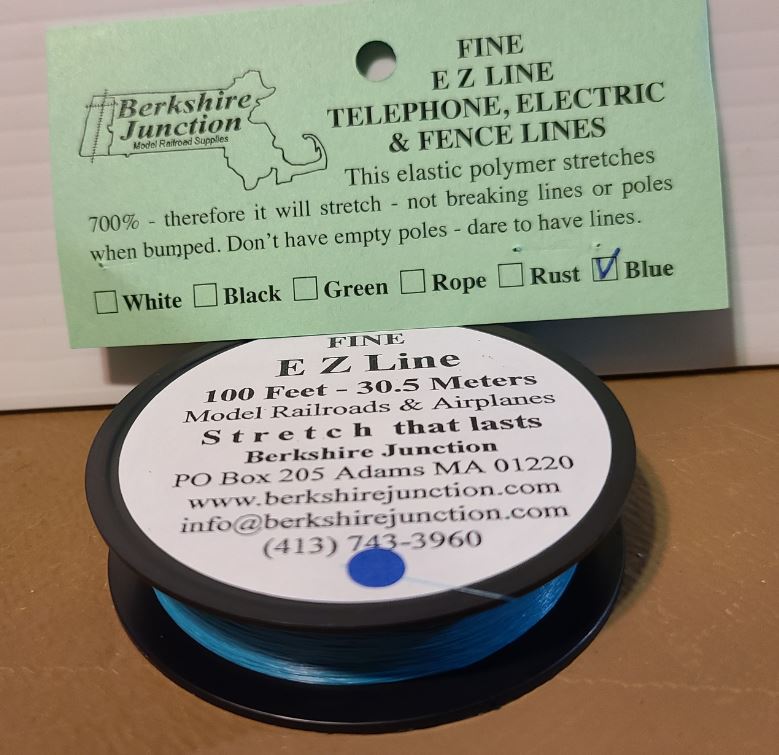 Berkshire
Junction
Model Railroad Supplies
FINE
E Z LINE
TELEPHONE, ELECTRIC
& FENCE LINES
This elastic polymer stretches
700% - therefore it will stretch - not breaking lines or poles
when bumped. Don't have empty poles - dare to have lines.
White Black Green Rope Rust Blue
FINE
E Z Line
100 Feet - 30.5 Meters
Model Railroads & Airplanes
Stretch that lasts
Berkshire Junction
PO Box 205 Adams MA 01220
www.berkshirejunction.com
info@berkshirejunction.com
(413) 743-3960